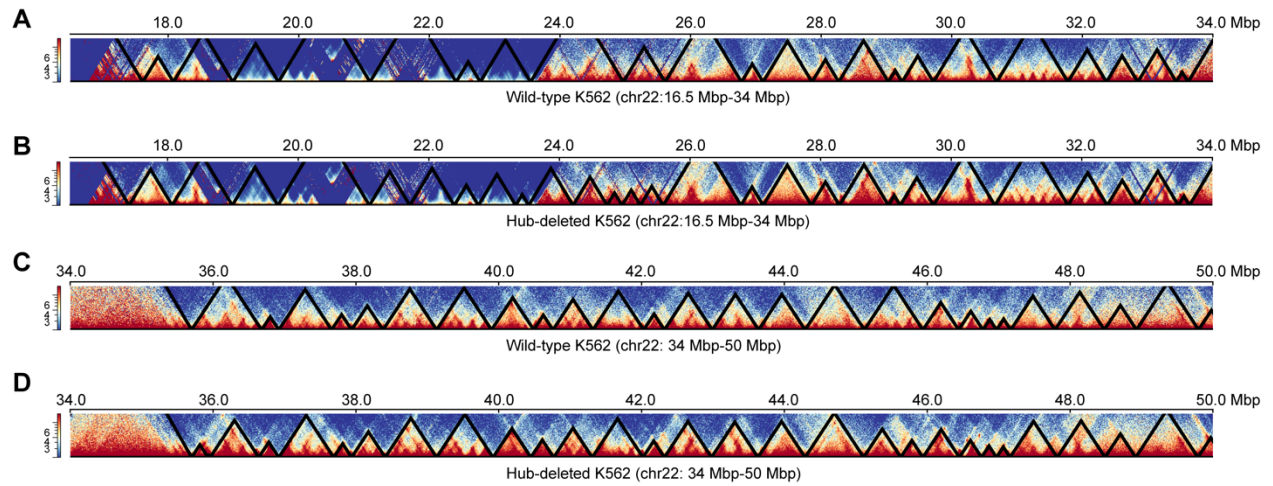 A
18.0 20.0 22.0 24.0 26.0 28.0 30.0 32.0 34.0 Mbp
6
4
3
Wild-type K562 (chr22:16.5 Mbp-34 Mbp)
B
18.0 20.0 22.0 24.0 26.0 28.0 30.0 32.0 34.0 Mbp
6
4
3
Hub-deleted K562 (chr22:16.5 Mbp-34 Mbp)
C
34.0 36.0 38.0 40.0 42.0 44.0 46.0 48.0 50.0 Mbp
6
4
3
Wild-type K562 (chr22: 34 Mbp-50 Mbp)
D
34.0 36.0 38.0 40.0 42.0 44.0 46.0 48.0 50.0 Mbp
6
4
3
Hub-deleted K562 (chr22: 34 Mbp-50 Mbp)